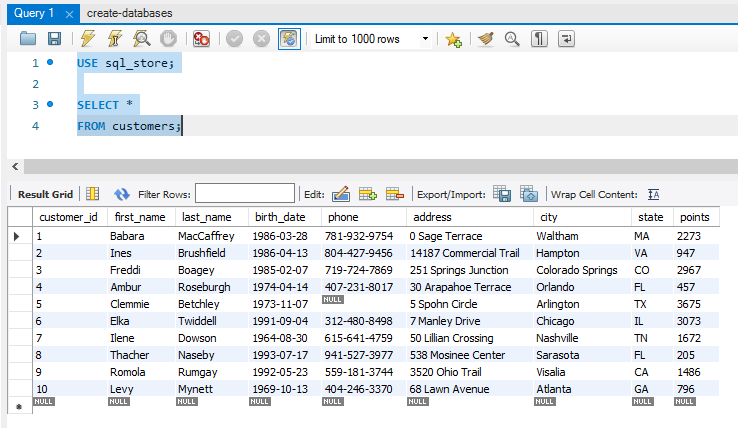 Query 1 create-databases
Limit to 1000 rows
1 USE sql_store;
2
3 SELECT *
4 FROM customers;
Result Grid Filter Rows: Edit: Export/Import: Wrap Cell Content:
customer_id first_name last_name birth_date phone address city state points
1 Babara MacCaffrey 1986-03-28 781-932-9754 0 Sage Terrace Waltham MA 2273
2 Ines Brushfield 1986-04-13 804-427-9456 14187 Commercial Trail Hampton VA 947
3 Freddi Boagey 1985-02-07 719-724-7869 251 Springs Junction Colorado Springs CO 2967
4 Ambur Roseburgh 1974-04-14 407-231-8017 30 Arapahoe Terrace Orlando FL 457
5 Clemmie Betchley 1973-11-07 NULL 5 Spohn Circle Arlington TX 3675
6 Elka Twiddell 1991-09-04 312-480-8498 7 Manley Drive Chicago IL 3073
7 Ilene Dowson 1964-08-30 615-641-4759 50 Lillian Crossing Nashville TN 1672
8 Thacher Naseby 1993-07-17 941-527-3977 538 Mosinee Center Sarasota FL 205
9 Romola Rumgay 1992-05-23 559-181-3744 3520 Ohio Trail Visalia CA 1486
10 Levy Mynett 1969-10-13 404-246-3370 68 Lawn Avenue Atlanta GA 796
NULL NULL NULL NULL NULL NULL NULL NULL NULL